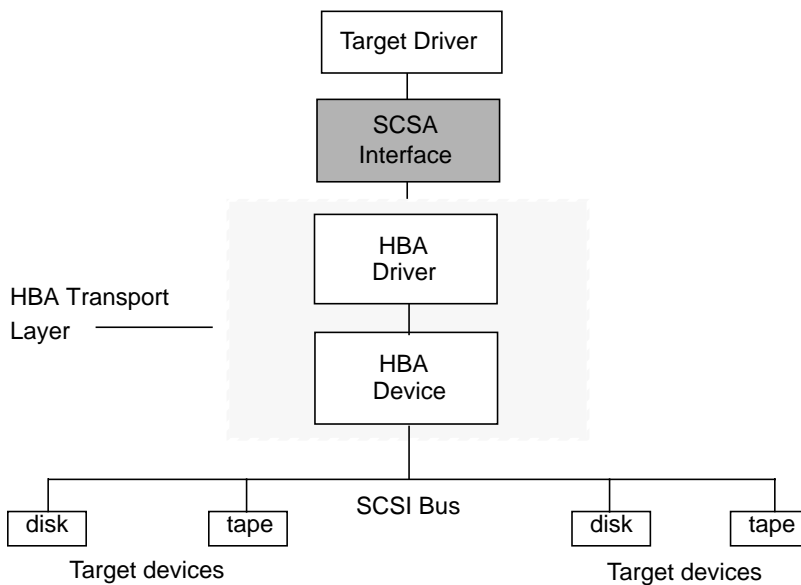 Target Driver
SCSA
Interface
HBA
Driver
HBA Transport
Layer
HBA
Device
SCSI Bus
disk
tape
disk
tape
Target devices
Target devices